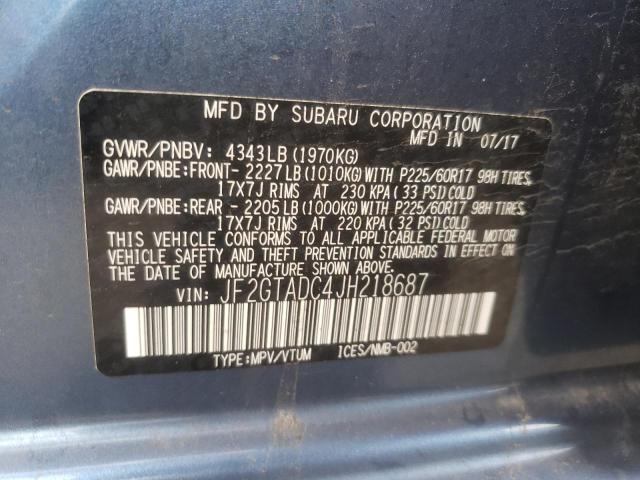 MFD BY SUBARU CORPORATION
MFD IN 07/17
GVWR/PNBV: 4343LB (1970KG)
GAWR/PNBE:FRONT- 2227LB (1010KG) WITH P225/60R17 98H TIRES,
17X7J RIMS AT 230 KPA (33 PSI) COLD
GAWR/PNBE:REAR - 2205LB (1000KG) WITH P225/60R17 98H TIRES,
17X7J RIMS AT 220 KPA (32 PSI) COLD
THIS VEHICLE CONFORMS TO ALL APPLICABLE FEDERAL MOTOR
VEHICLE SAFETY AND THEFT PREVENTION STANDARDS IN EFFECT ON
THE DATE OF MANUFACTURE SHOWN ABOVE.
VIN: JF2GTADC4JH218687
TYPE:MPV/VTUM ICES/NMB-002